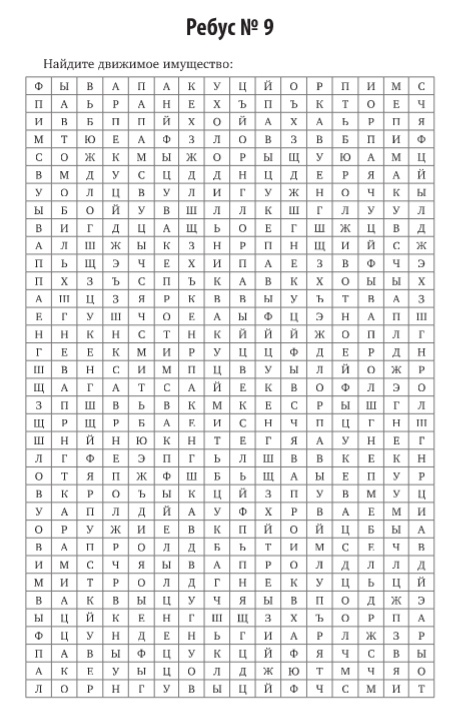 Ребус № 9
Найдите движимое имущество:
Ф Ы В А П А К У Ц Й О Р П И М С
П А Ь Р А Н Е Х Ъ П Ъ К Т О Е Ч
И В Б П П Й Х О Й А Х А Ь Р П Я
М Т Ю Е А Ф З Л О В З В Б П И Ф
С О Ж К М Ы Ж О Р Ы Щ У Ю А М Ц
В М Д У С Ц Д Д Н Ц Д Е Р Я А Й
У О Л Ц В У Л И Г У Ж Н О Ч К Ы
Ы Б О Й У В Ш Л Л К Ш Г Л У У Л
В И Г Д Ц А Щ Ь О Е Г Ш Ж Ц В Д
А Л Ш Ж Ы К З Н Р П Н Щ И Й С Ж
П Ь Щ Э Ч Е Х И П А Е З В Ф Ч Э
П Х З Ъ С П Ъ К А В К Х О Ы Ы Х
А Ш Ц З Я Р К В В Ы У Ъ Т В А З
Е Г У Ш Ч О Е А Ы Ф Ц Э Н А П Ш
Н Н К Н С Т Н К Й Й Й Ж О П Л Г
Г Е Е К М И Р У Ц Ц Ф Д Е Р Д Н
Ш В Н С И М П Ц В У Ы Л Й О Ж Р
Щ А Г А Т С А Й Е К В О Ф Л Э О
З П Ш В Ь В К М К Е С Р Ы Ш Г Л
Щ Р Щ Р Б А Е И С Н Ч П Ц Г Н Ш
Ш Н Й Н Ю К Н Т Е Г Я А У Н Е Г
Л Г Ф Е Э П Г Ь Л Ш В В К Е К Н
О Т Я П Ж Ф Ш Б Ь Щ А Ы Е П У Р
В К Р О Ъ Ы К Ц Й З П У В М У Ц
У А П Л Д Й А У Ф Х Р В А Е М И
О Р У Ж И Е В К П Й О Й Ц Б Ы А
В А П Р О Л Д Б Ь Т И М С Е Ч В
И М С Ч Я Ы В А П Р О Л Д Л Л Д
М И Т Р О Л Д Г Н Е К У Ц Ь Ц Й
В А К В Ы Ц У Ч Я Ы В П О Д Ж Э
Ы Ц Й К Е Н Г Ш Щ З Х Ъ О Р П А
Ф Ц У Н Д Е Н Ь Г И А Р Л Ж З Р
П А В Ы Ф Ц У К Ц Й Ф Я Ч С В Ы
А К Е У Ы Ц О Л Д Ж Ю Т М Ч Я О
Л О Р Н Г У В Ы Ц Й Ф Ч С М И Т